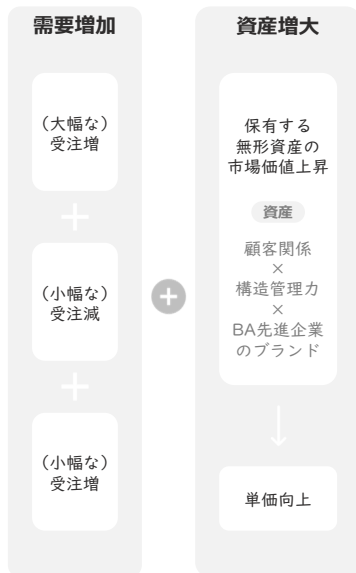 需要増加
（大幅な）
受注増
＋
（小幅な）
受注減
＋
（小幅な）
受注増
＋
資産増大
保有する
無形資産の
市場価値上昇
資産
顧客関係
×
構造管理力
×
BA先進企業
のブランド
↓
単価向上